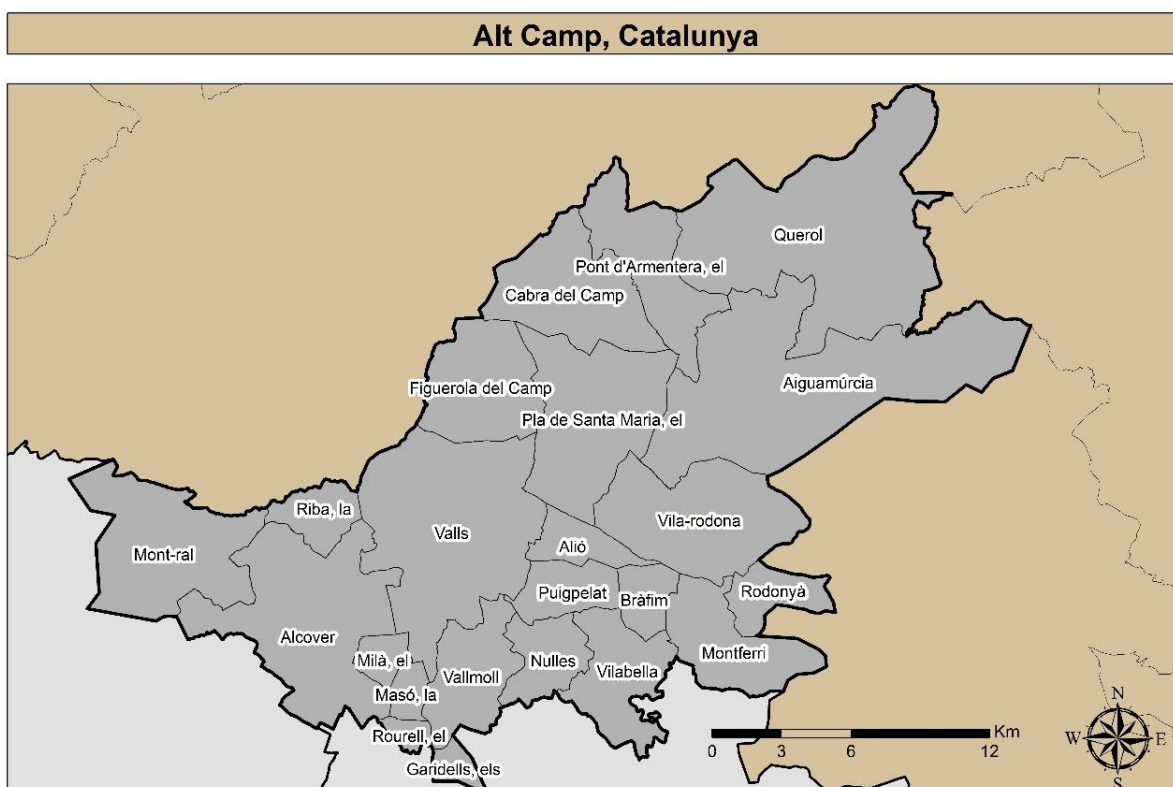 Alt Camp, Catalunya
Querol
Pont d'Armentera, el
Cabra del Camp
Aiguamúrcia
Figuerola del Camp
Pla de Santa Maria, el
Riba, la
Vila-rodona
Valls
Alió
Mont-ral
Puigpelat
Bràfim
Rodonyà
Alcover
Montferri
Milà, el
Nulles
Vallmoll
Vilabella
Masó, la
Rourell, el
Garidells, els
Km
0 3 6 12
N
W E
S